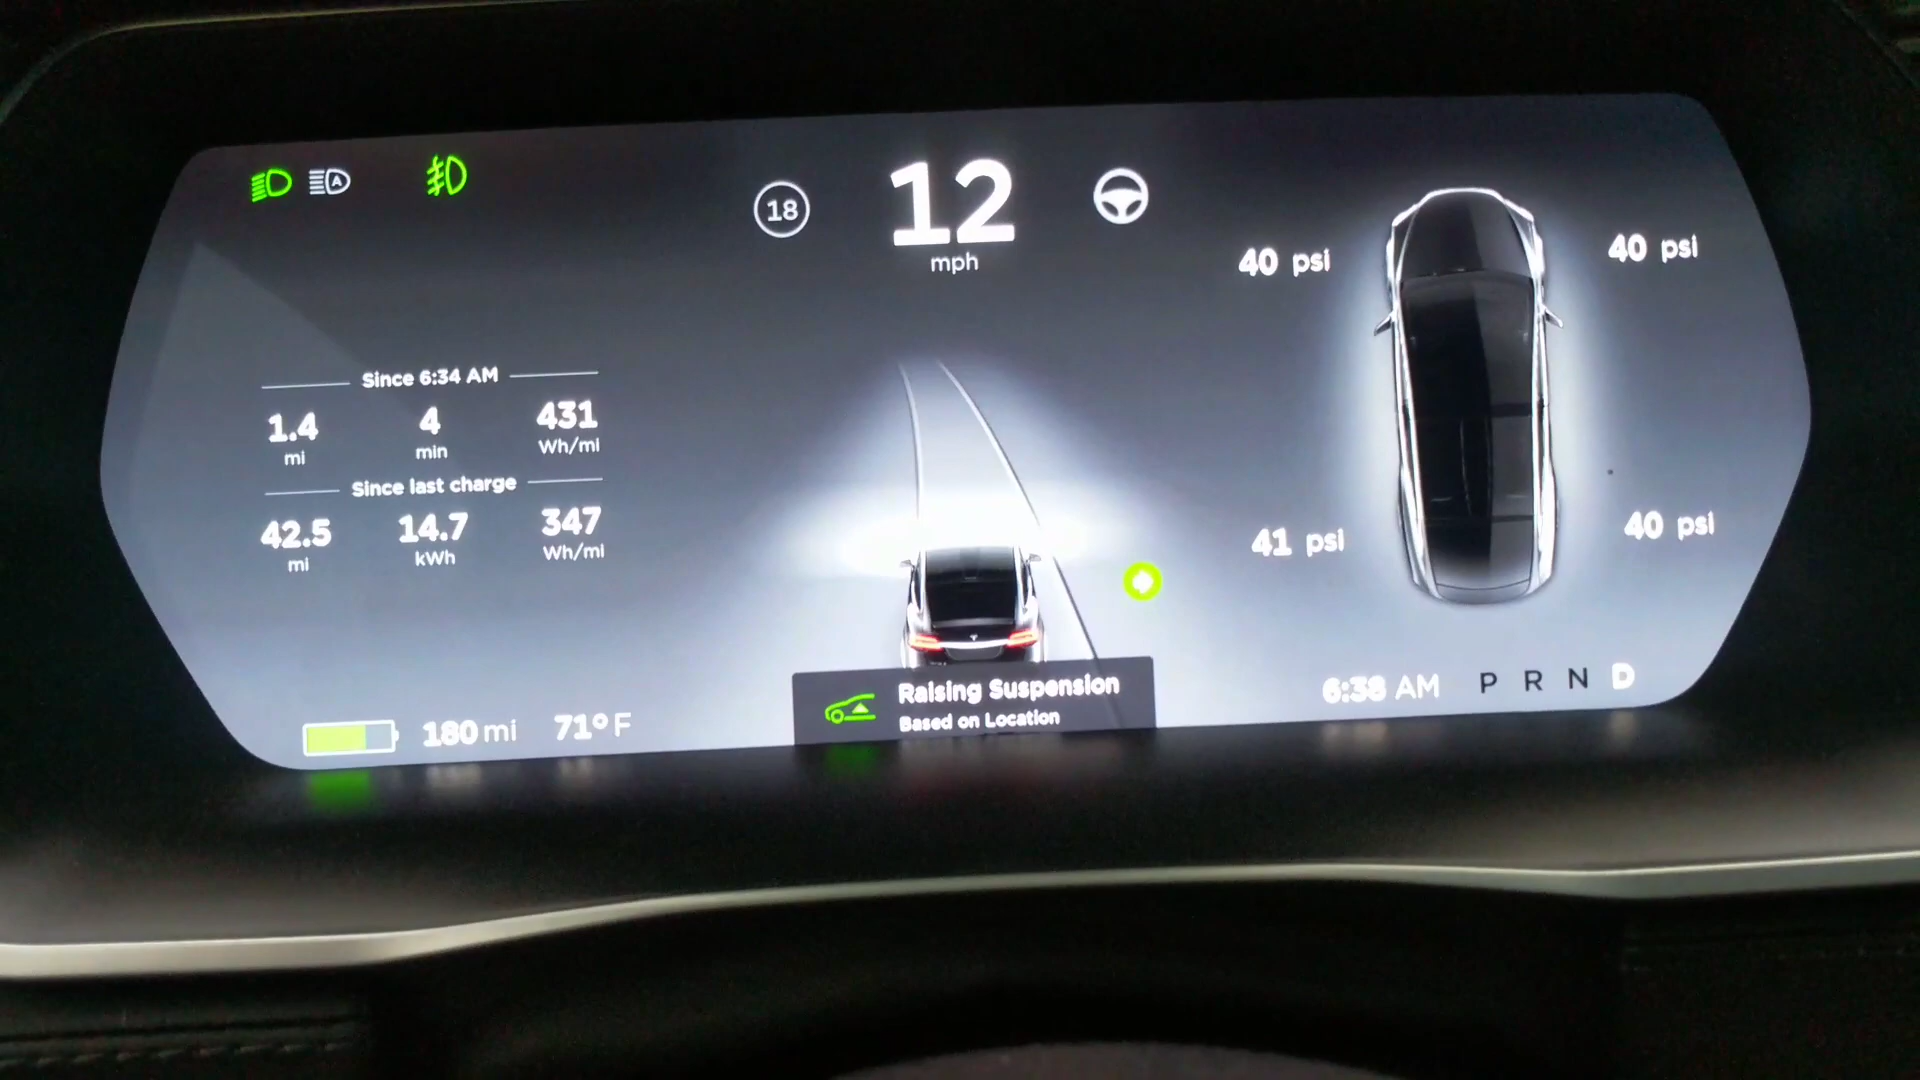 A
18
12
mph
40 psi
40 psi
Since 6:34 AM
1.4 4 431
mi min Wh/mi
Since last charge
42.5 14.7 347
mi kWh Wh/mi
41 psi
40 psi
Raising Suspension
Based on Location
180 mi 71°F
6:38 AM P R N D